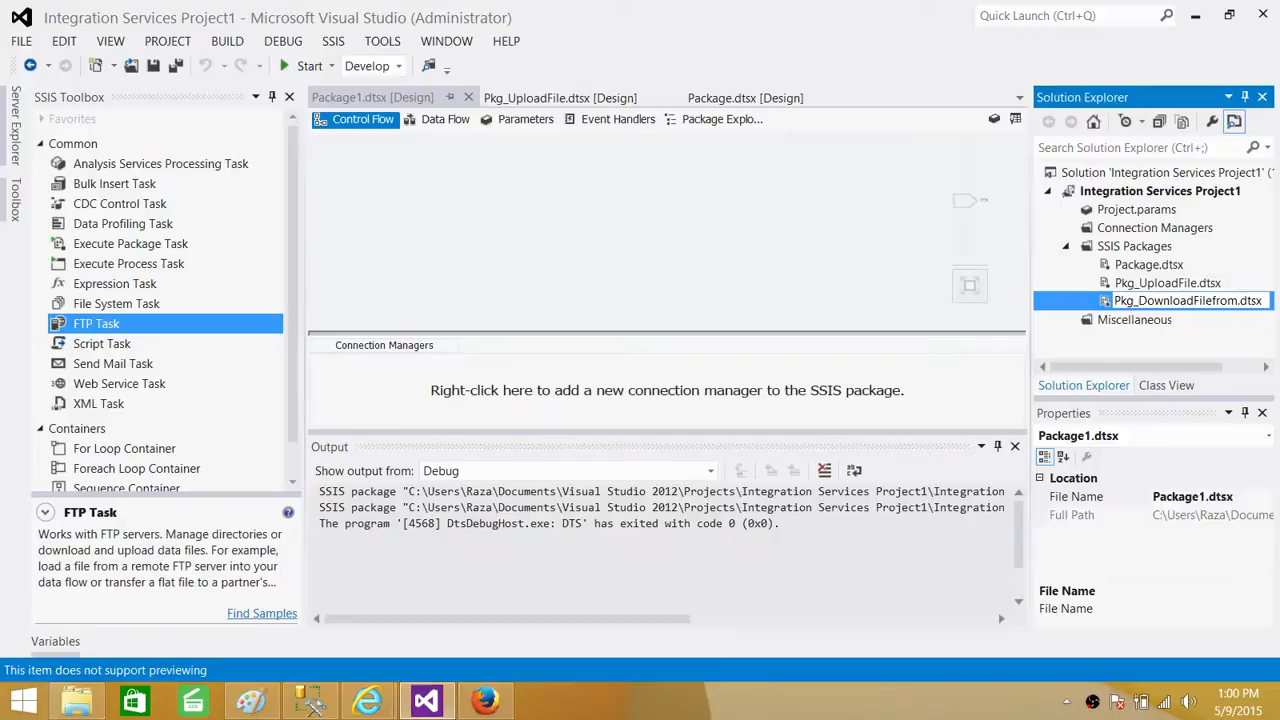 Integration Services Project1 - Microsoft Visual Studio (Administrator)
Quick Launch (Ctrl+;)
FILE EDIT VIEW PROJECT BUILD DEBUG SSIS TOOLS WINDOW HELP
Start Develop
Server Explorer
Toolbox
SSIS Toolbox
Favorites
Common
Analysis Services Processing Task
Bulk Insert Task
CDC Control Task
Data Profiling Task
Execute Package Task
Execute Process Task
Expression Task
File System Task
FTP Task
Script Task
Send Mail Task
Web Service Task
XML Task
Containers
For Loop Container
Foreach Loop Container
Sequence Container
FTP Task
Works with FTP servers. Manage directories
or download and upload data files. For example,
load a file from a remote FTP server into your
data flow or transfer a flat file to a partner's...
Find Samples
Variables
Package1.dtsx [Design] Pkg_UploadFile.dtsx [Design] Package.dtsx [Design]
Control Flow Data Flow Parameters Event Handlers Package Explo...
Connection Managers
Right-click here to add a new connection manager to the SSIS package.
Output
Show output from: Debug
SSIS package "C:\Users\Raza\Documents\Visual Studio 2012\Projects\Integration Services Project1\Integration
SSIS package "C:\Users\Raza\Documents\Visual Studio 2012\Projects\Integration Services Project1\Integration
The program '[4568] DtsDebugHost.exe: DTS' has exited with code 0 (0x0).
Solution Explorer
Search Solution Explorer (Ctrl+;)
Solution 'Integration Services Project1' (1
Integration Services Project1
Project.params
Connection Managers
SSIS Packages
Package.dtsx
Pkg_UploadFile.dtsx
Pkg_DownloadFilefrom.dtsx
Miscellaneous
Solution Explorer Class View
Properties
Package1.dtsx
Location
File Name Package1.dtsx
Full Path C:\Users\Raza\Docume
File Name
File Name
This item does not support previewing
1:00 PM
5/9/2015